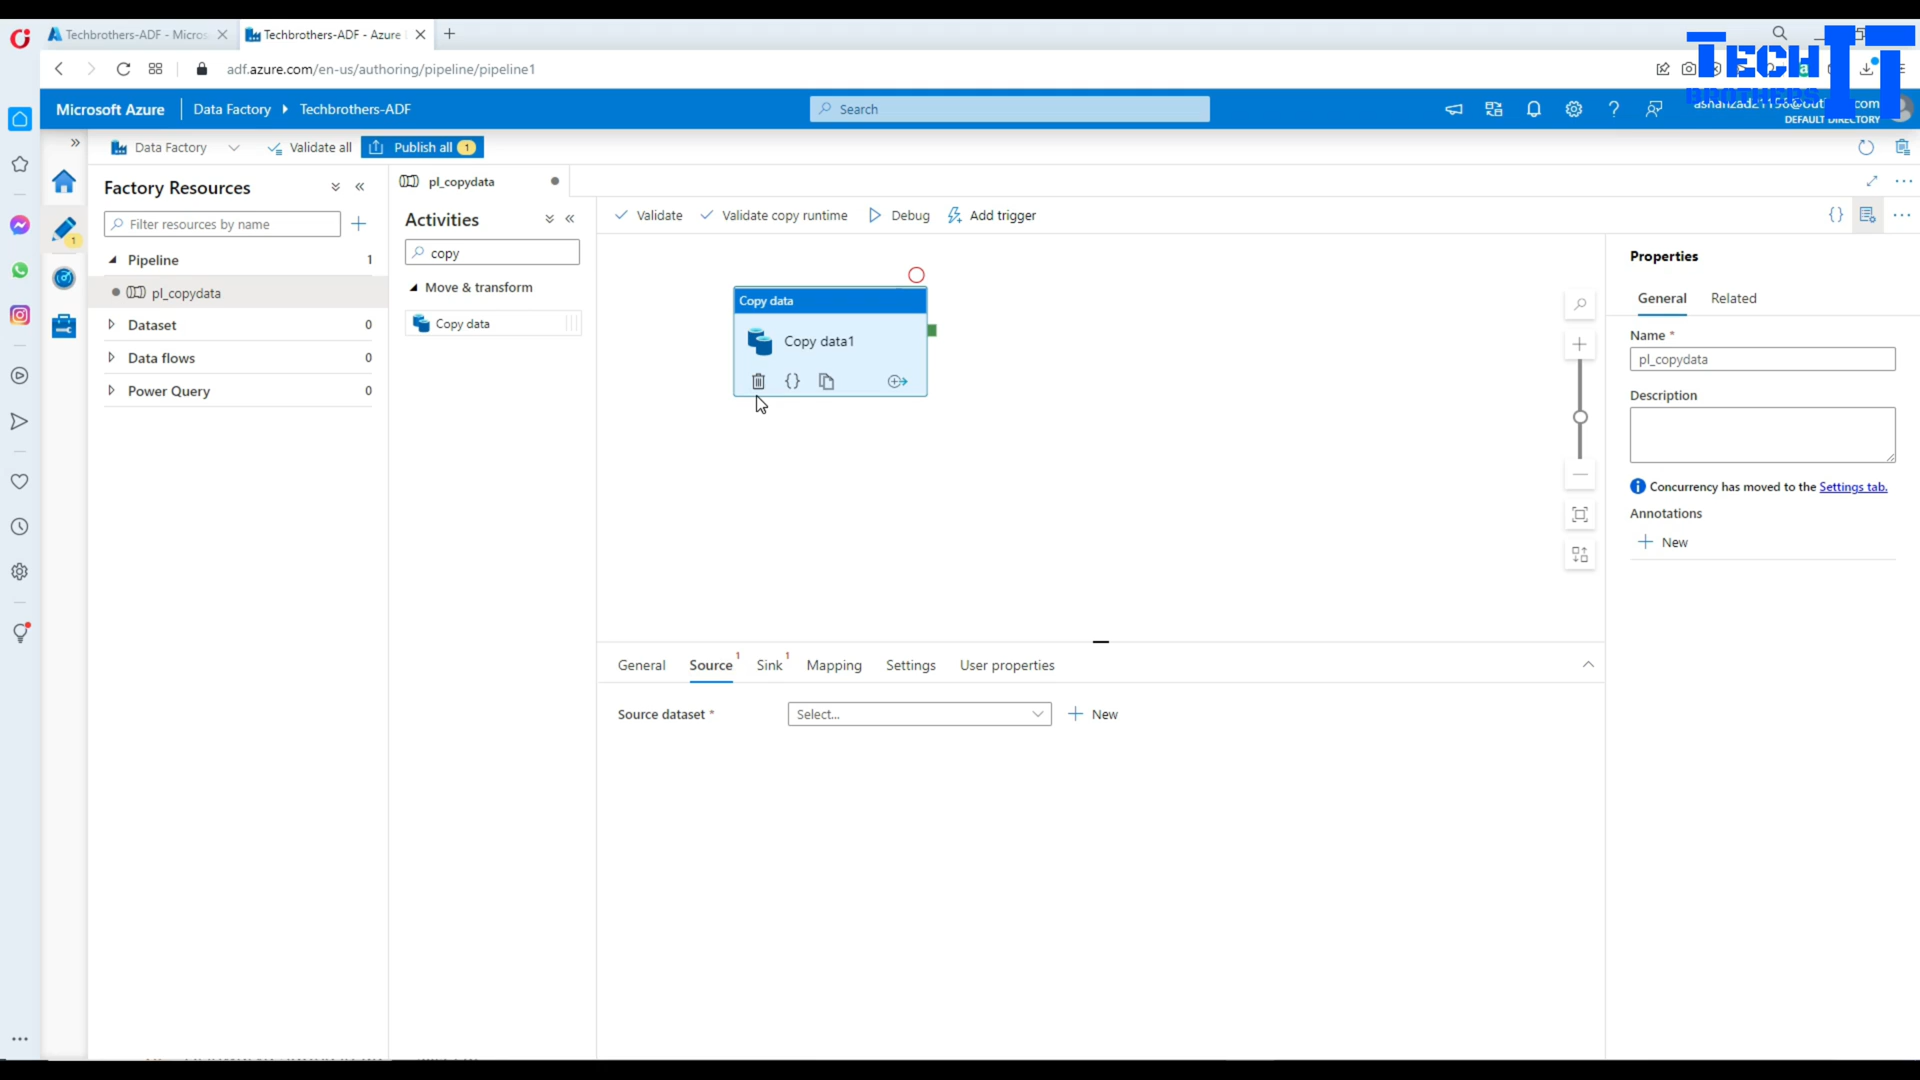 Techbrothers-ADF - Micros
Techbrothers-ADF - Azure
adf.azure.com/en-us/authoring/pipeline/pipeline1
TECH IT
BROTHERS
Microsoft Azure
Data Factory
Techbrothers-ADF
Search
DEFAULT DIRECTORY
Data Factory
Validate all
Publish all
1
Factory Resources
Filter resources by name
Pipeline
1
pl_copydata
Dataset
0
Data flows
0
Power Query
0
1
pl_copydata
Activities
copy
Move & transform
Copy data
Validate
Validate copy runtime
Debug
Add trigger
Copy data
Copy data1
General
Source
1
Sink
1
Mapping
Settings
User properties
Source dataset *
Select...
New
Properties
General
Related
Name *
pl_copydata
Description
Concurrency has moved to the Settings tab.
Annotations
New